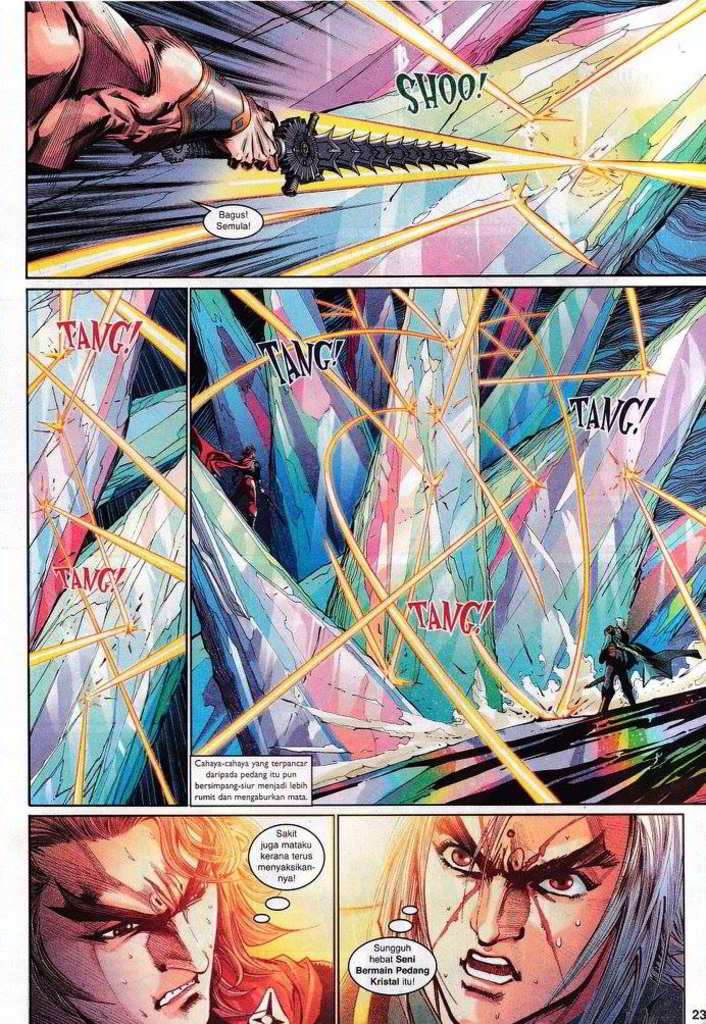 SHOO!
Bagus!
Semula!
TANG!
TANG!
TANG!
TANG!
TANG!
Cahaya-cahaya yang terpancar
daripada pedang itu pun
bersimpang-siur menjadi lebih
rumit dan mengaburkan mata.
Sakit
juga mataku
kerana terus
menyaksikan-
nya!
Sungguh
hebat Seni
Bermain Pedang
Kristal itu!
23